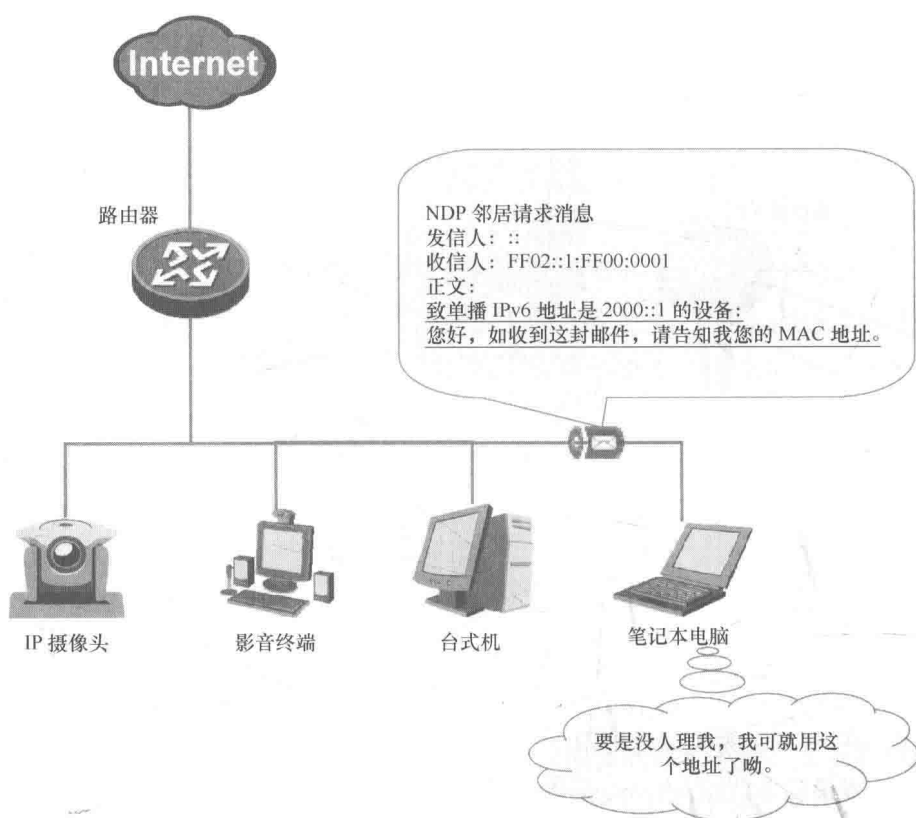 Internet
路由器
NDP 邻居请求消息
发信人：::
收信人：FF02::1:FF00:0001
正文：
致单播 IPv6 地址是 2000::1 的设备：
您好，如收到这封邮件，请告知我您的 MAC 地址。
IP 摄像头
影音终端
台式机
笔记本电脑
要是没人理我，我可就用这
个地址了呦。